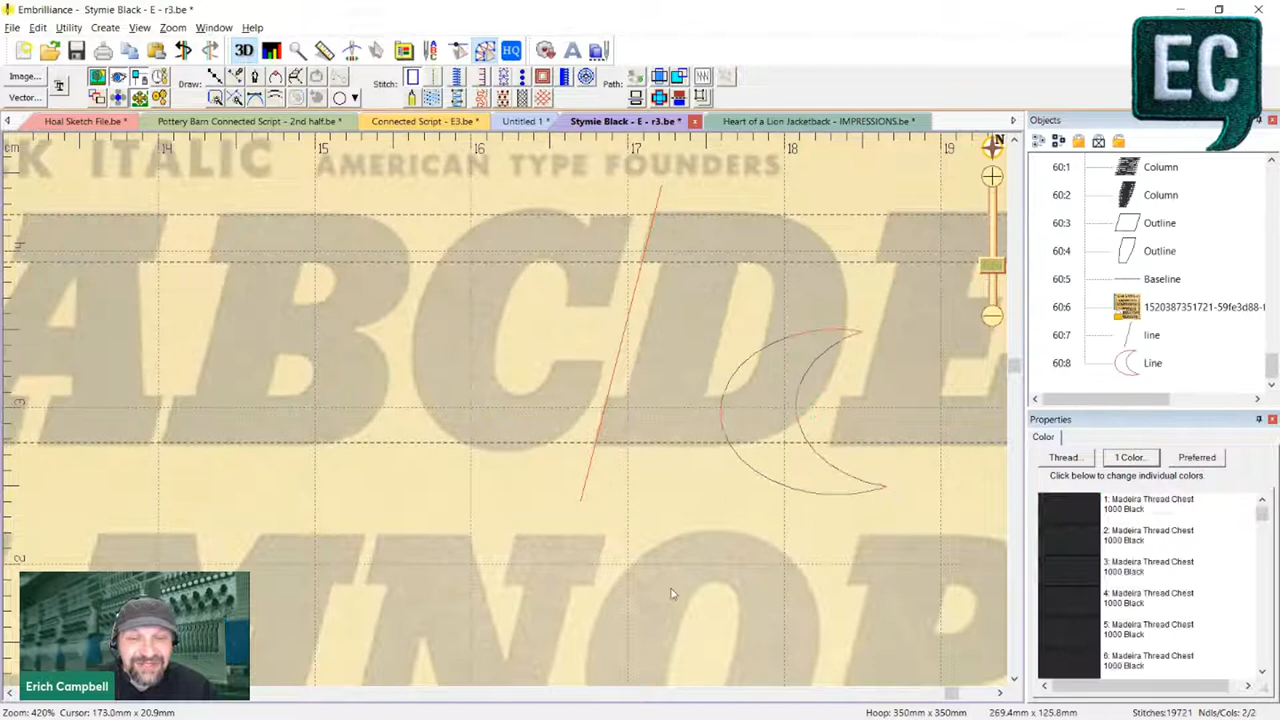 Embrilliance - Stymie Black - E - r3.be *
File Edit Utility Create View Window Zoom Help
3D HQ A
Image... Draw: Stitch: Path:
Vector...
EC
Hoal Sketch File.be * Pottery Barn Connected Script - 2nd half.be * Connected Script - E3.be * Untitled 1 * Stymie Black - E - r3.be * x Heart of a Lion Jacketback - IMPRESSIONS.be *
cm 14 15 16 17 18 19
N
K ITALIC AMERICAN TYPE FOUNDERS
4
ABCDE
3
2
MNOP
Erich Campbell
Objects
60:1 Column
60:2 Column
60:3 Outline
60:4 Outline
60:5 Baseline
60:6 1520387351721-59fe3d88-
60:7 line
60:8 Line
Properties
Color
Thread... 1 Color... Preferred
Click below to change individual colors.
1: Madeira Thread Chest
1000 Black
2: Madeira Thread Chest
1000 Black
3: Madeira Thread Chest
1000 Black
4: Madeira Thread Chest
1000 Black
5: Madeira Thread Chest
1000 Black
6: Madeira Thread Chest
1000 Black
Zoom: 420% Cursor: 173.0mm x 20.9mm Hoop: 350mm x 350mm 269.4mm x 125.8mm Stitches:19721 Ndls/Cols: 2/2